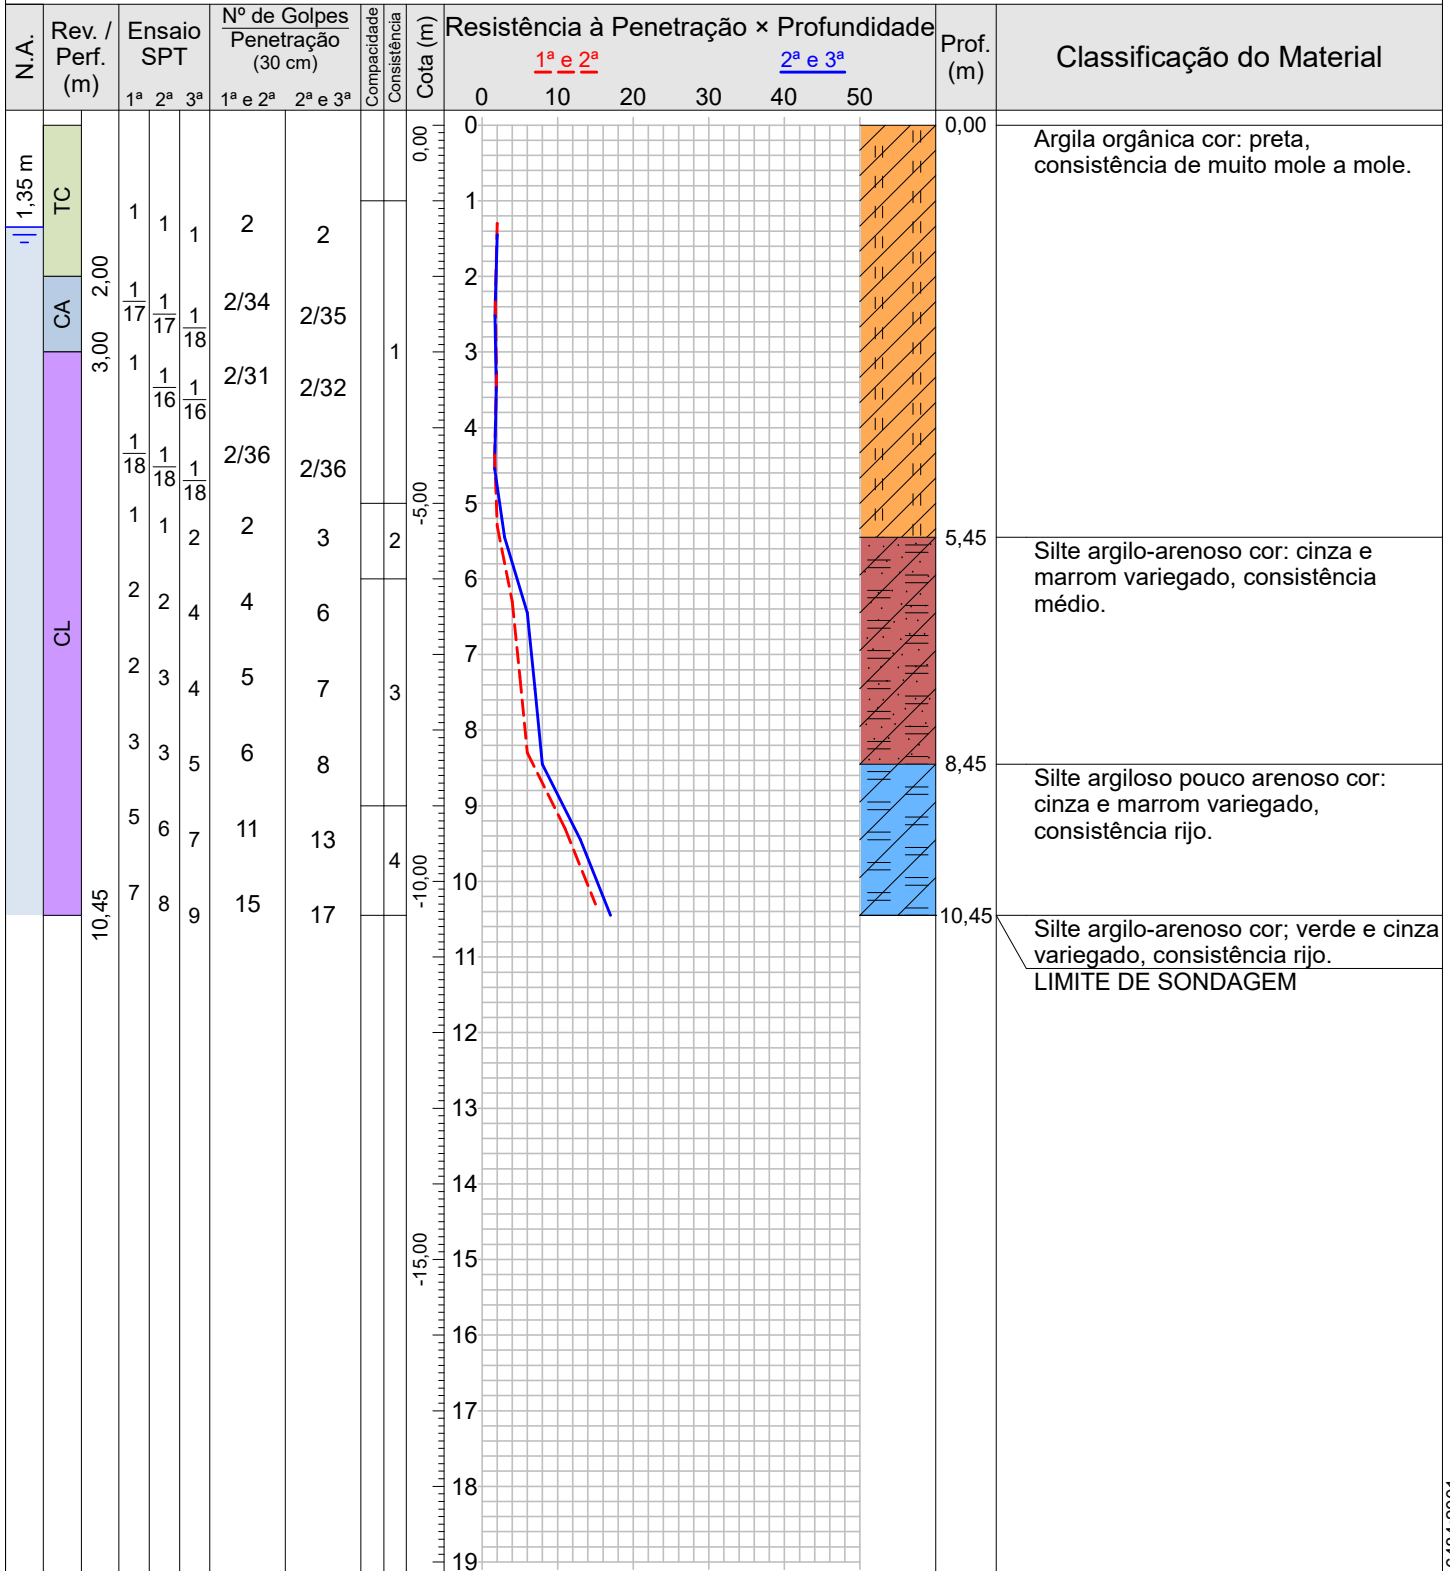 N.A.
Rev. /
Perf.
(m)
Ensaio
SPT
1ª 2ª 3ª
Nº de Golpes
Penetração
(30 cm)
1ª e 2ª 2ª e 3ª
Compacidade
Consistência
Cota (m)
Resistência à Penetração × Profundidade
1ª e 2ª 2ª e 3ª
0 10 20 30 40 50
Prof.
(m)
Classificação do Material
1,35 m
TC
2,00
CA
3,00
CL
10,45
1 1 1 2 2
1/17 1/17 1/18 2/34 2/35
1 1/16 1/16 2/31 2/32
1/18 1/18 1/18 2/36 2/36
1 1 2 2 3
2 2 4 4 6
2 3 4 5 7
3 3 5 6 8
5 6 7 11 13
7 8 9 15 17
1
2
3
4
0,00
-5,00
-10,00
-15,00
0
1
2
3
4
5
6
7
8
9
10
11
12
13
14
15
16
17
18
19
0,00
Argila orgânica cor: preta,
consistência de muito mole a mole.
5,45
Silte argilo-arenoso cor: cinza e
marrom variegado, consistência
médio.
8,45
Silte argiloso pouco arenoso cor:
cinza e marrom variegado,
consistência rijo.
10,45
Silte argilo-arenoso cor; verde e cinza
variegado, consistência rijo.
LIMITE DE SONDAGEM